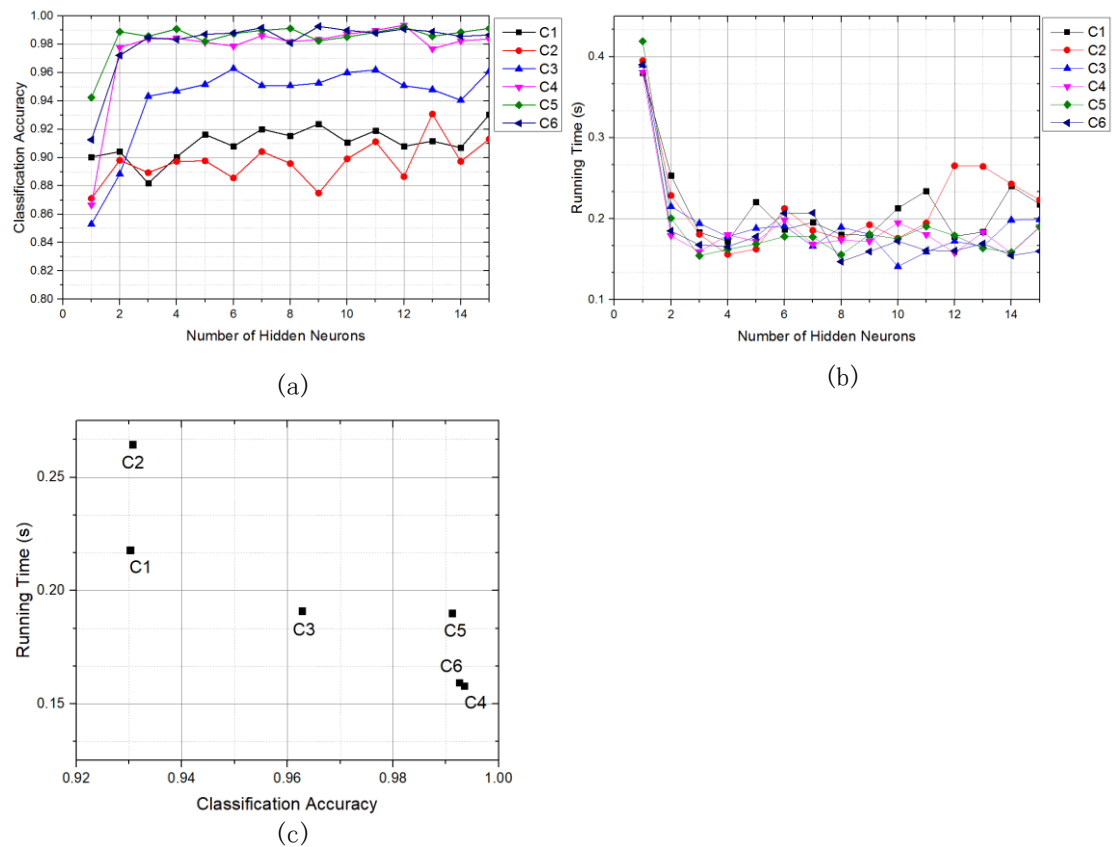 1.00
0.98
0.96
0.94
0.92
0.90
0.88
0.86
0.84
0.82
0.80
Classification Accuracy
0
2
4
6
8
10
12
14
Number of Hidden Neurons
C1
C2
C3
C4
C5
C6
(a)
0.4
0.3
0.2
0.1
Running Time (s)
0
2
4
6
8
10
12
14
Number of Hidden Neurons
C1
C2
C3
C4
C5
C6
(b)
0.25
0.20
0.15
Running Time (s)
C2
C1
C3
C5
C6
C4
0.92
0.94
0.96
0.98
1.00
Classification Accuracy
(c)